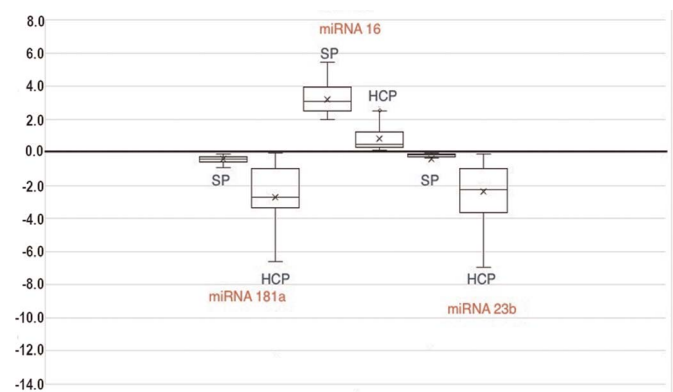 8.0
miRNA 16
6.0
SP
4.0
HCP
2.0
0.0
SP
SP
-2.0
-4.0
-6.0
HCP
HCP
-8.0
miRNA 181a
miRNA 23b
-10.0
-12.0
-14.0